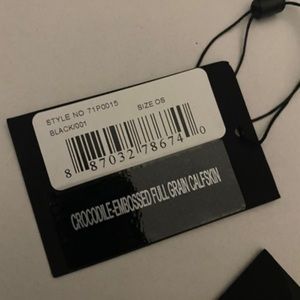 STYLE NO 71P0015 SIZE OS
BLACK/001
8 87032 78674 0
CROCODILE-EMBOSSED FULL GRAIN CALFSKIN